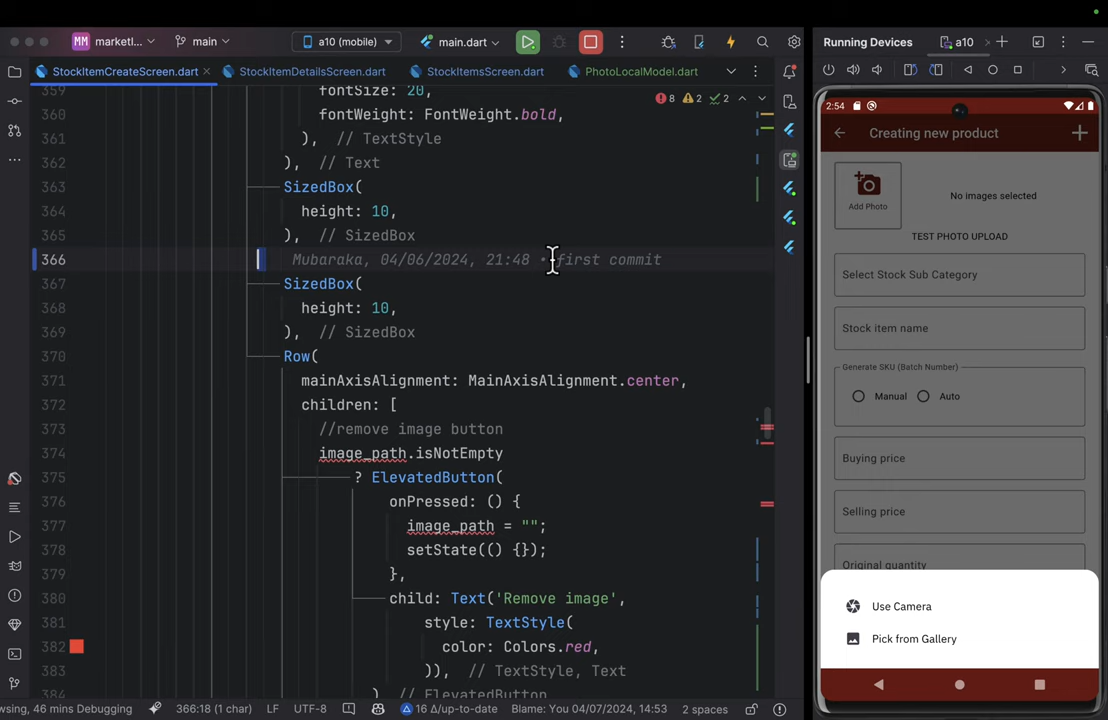 MM marketl... main a10 (mobile) main.dart Running Devices a10
StockItemCreateScreen.dart StockItemDetailsScreen.dart StockItemsScreen.dart PhotoLocalModel.dart
359 fontSize: 20, 8 2 2
360 fontWeight: FontWeight.bold,
361 ), // TextStyle
362 ), // Text
363 SizedBox(
364 height: 10,
365 ), // SizedBox
366 Mubaraka, 04/06/2024, 21:48 • first commit
367 SizedBox(
368 height: 10,
369 ), // SizedBox
370 Row(
371 mainAxisAlignment: MainAxisAlignment.center,
372 children: [
373 //remove image button
374 image_path.isNotEmpty
375 ? ElevatedButton(
376 onPressed: () {
377 image_path = "";
378 setState(() {});
379 },
380 child: Text('Remove image',
381 style: TextStyle(
382 color: Colors.red,
383 )), // TextStyle, Text
384 ) // ElevatedButton
wsing, 46 mins Debugging 366:18 (1 char) LF UTF-8 16 Δ/up-to-date Blame: You 04/07/2024, 14:53 2 spaces
2:54
Creating new product
Add Photo
No images selected
TEST PHOTO UPLOAD
Select Stock Sub Category
Stock item name
Generate SKU (Batch Number)
Manual Auto
Buying price
Selling price
Original quantity
Use Camera
Pick from Gallery